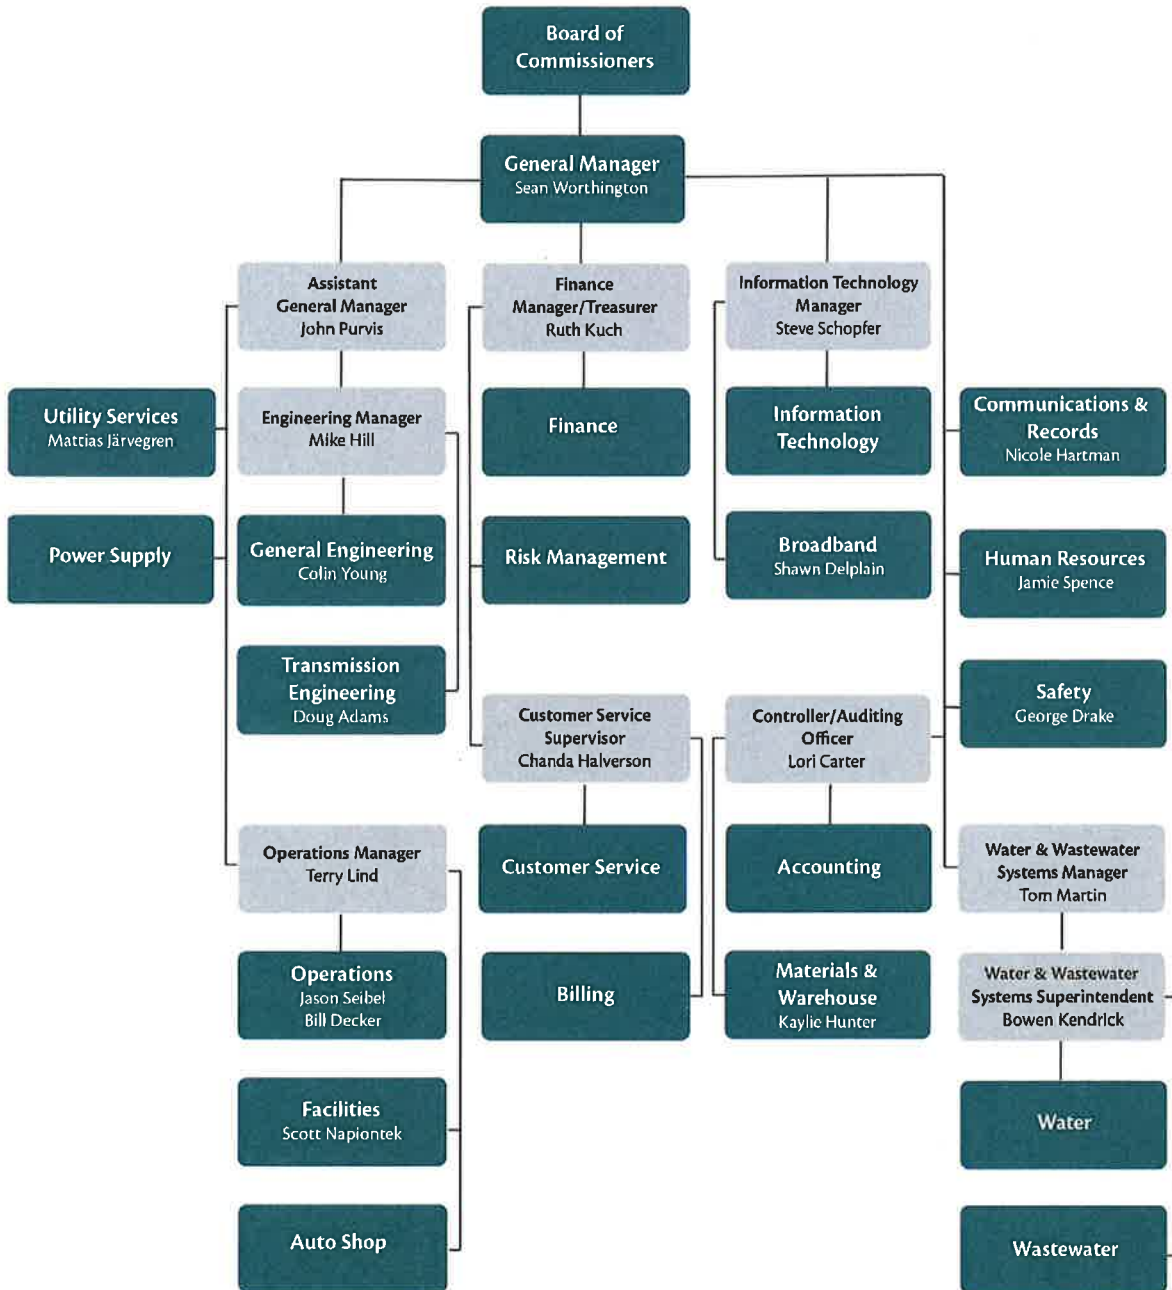 Board of
Commissioners
General Manager
Sean Worthington
Assistant
General Manager
John Purvis
Finance
Manager/Treasurer
Ruth Kuch
Information Technology
Manager
Steve Schopfer
Utility Services
Mattias Järvegren
Engineering Manager
Mike Hill
Finance
Information
Technology
Communications &
Records
Nicole Hartman
Power Supply
General Engineering
Colin Young
Risk Management
Broadband
Shawn Delplain
Human Resources
Jamie Spence
Transmission
Engineering
Doug Adams
Customer Service
Supervisor
Chanda Halverson
Controller/Auditing
Officer
Lori Carter
Safety
George Drake
Operations Manager
Terry Lind
Customer Service
Accounting
Water & Wastewater
Systems Manager
Tom Martin
Operations
Jason Seibel
Bill Decker
Billing
Materials &
Warehouse
Kaylie Hunter
Water & Wastewater
Systems Superintendent
Bowen Kendrick
Facilities
Scott Napiontek
Water
Auto Shop
Wastewater